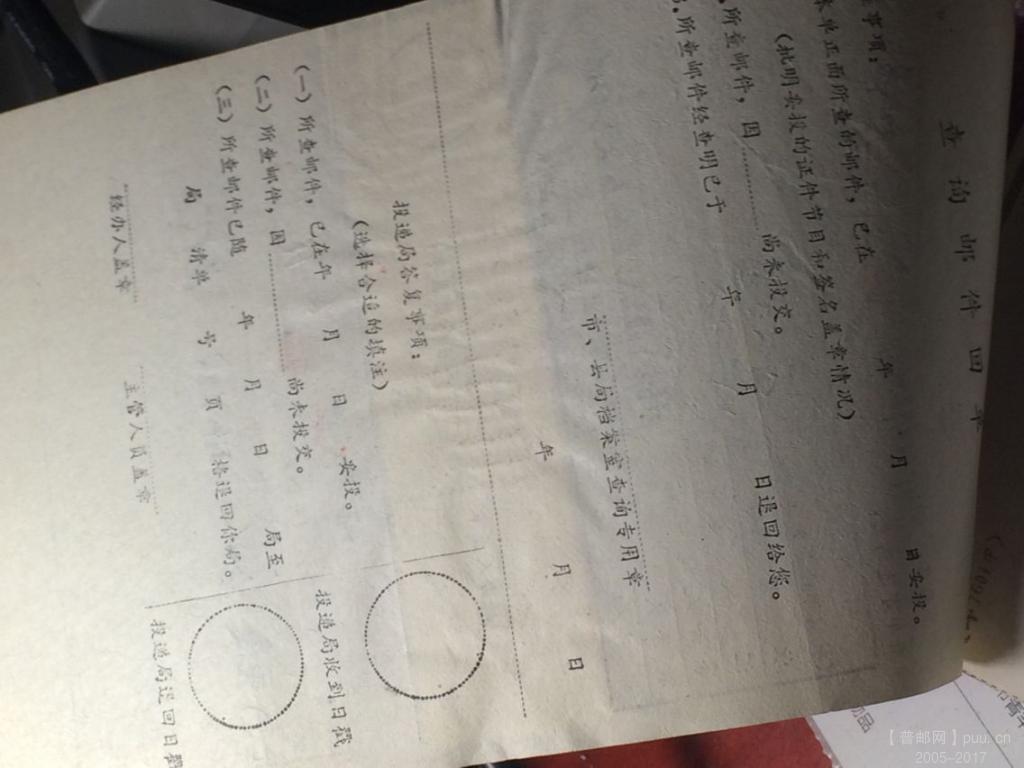 查询邮件回单
事项:
单正面所查的邮件,已在 年 月 日妥投。
(批明妥投的证件节目和签名盖章情况)
所查邮件,因 尚未投交。
所查邮件经查明已于 年 月 日退回给您。
市、县局档案室查询专用章
年 月 日
投递局答复事项:
(选择合适的填注)
(一)所查邮件,已在年 月 日 妥投。
(二)所查邮件,因 尚未投交。
(三)所查邮件已随 年 月 日 局至
局 清单 号 页 格退回你局。
经办人盖章 主管人员盖章
投递局收到日戳
投递局退回日戳
【普邮网】puu.cn
2005-2017